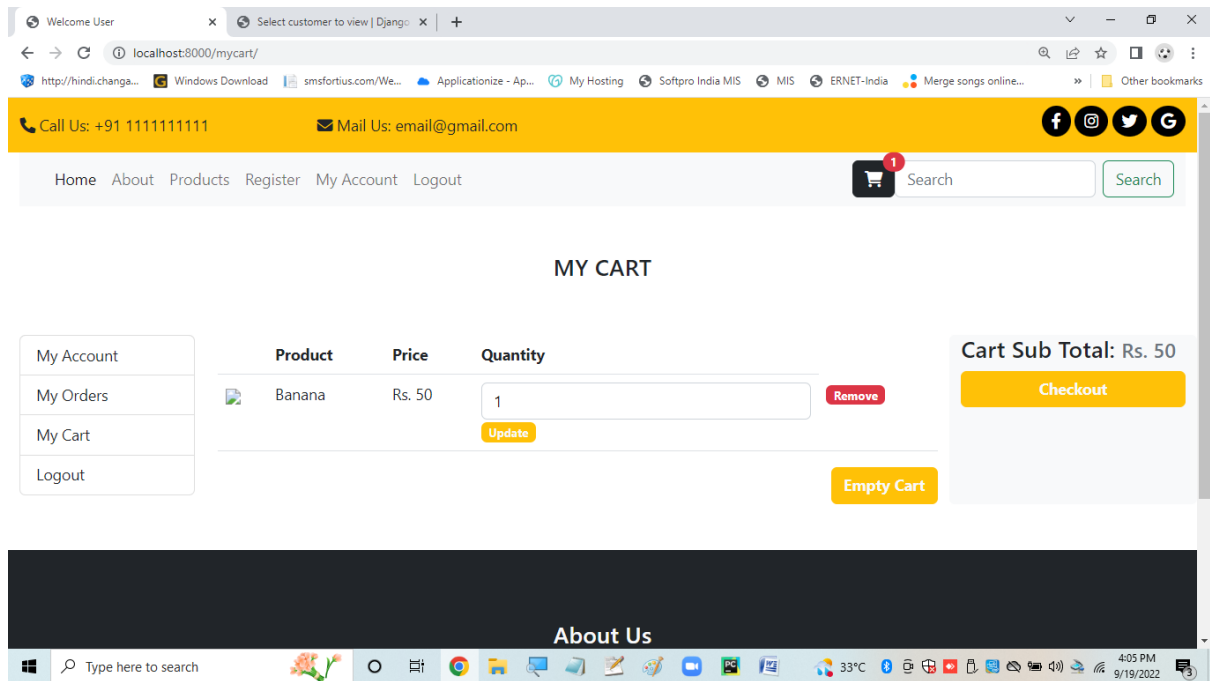 Welcome User
Select customer to view | Django
localhost:8000/mycart/
http://hindi.changa...
Windows Download
smsfortius.com/We...
Applicationize - Ap...
My Hosting
Softpro India MIS
MIS
ERNET-India
Merge songs online...
»
Other bookmarks
Call Us: +91 1111111111
Mail Us: email@gmail.com
Home About Products Register My Account Logout
1
Search
Search
MY CART
My Account
My Orders
My Cart
Logout
Product Price Quantity
Banana Rs. 50 1
Update
Remove
Empty Cart
Cart Sub Total: Rs. 50
Checkout
About Us
Type here to search
33°C
4:05 PM
9/19/2022
3